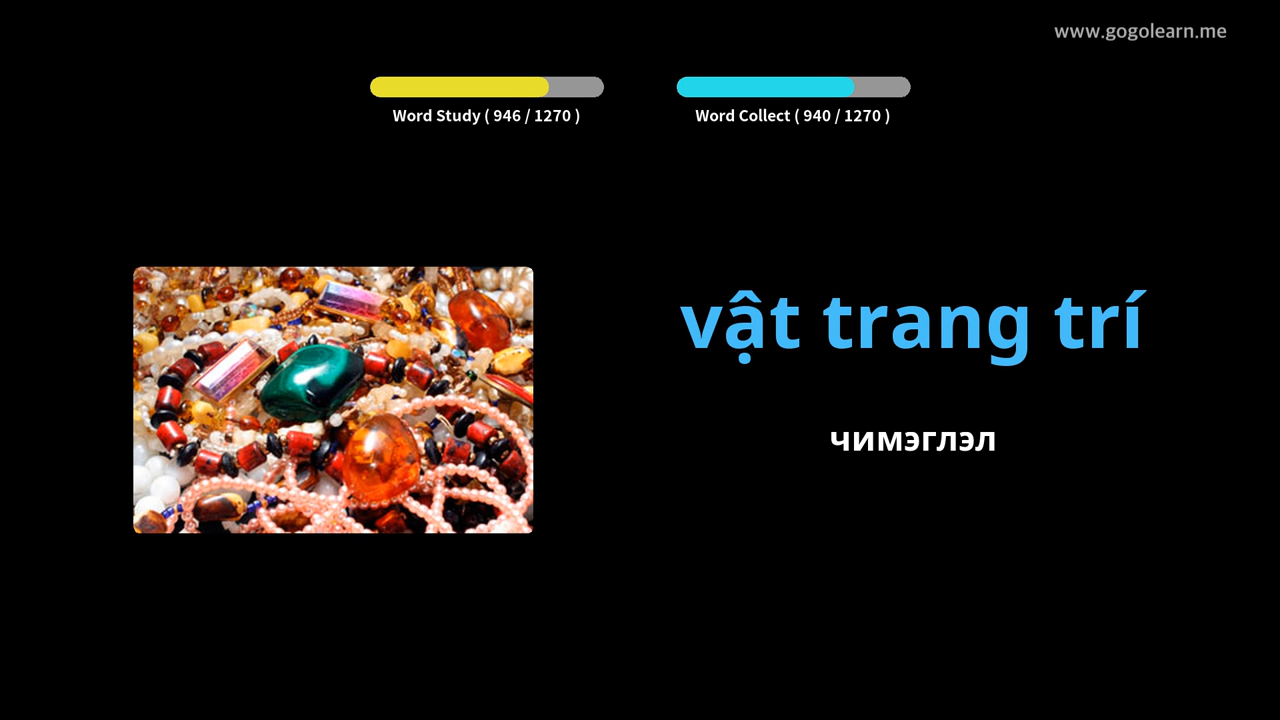 www.gogolearn.me
Word Study ( 946 / 1270 )
Word Collect ( 940 / 1270 )
vật trang trí
чимэглэл